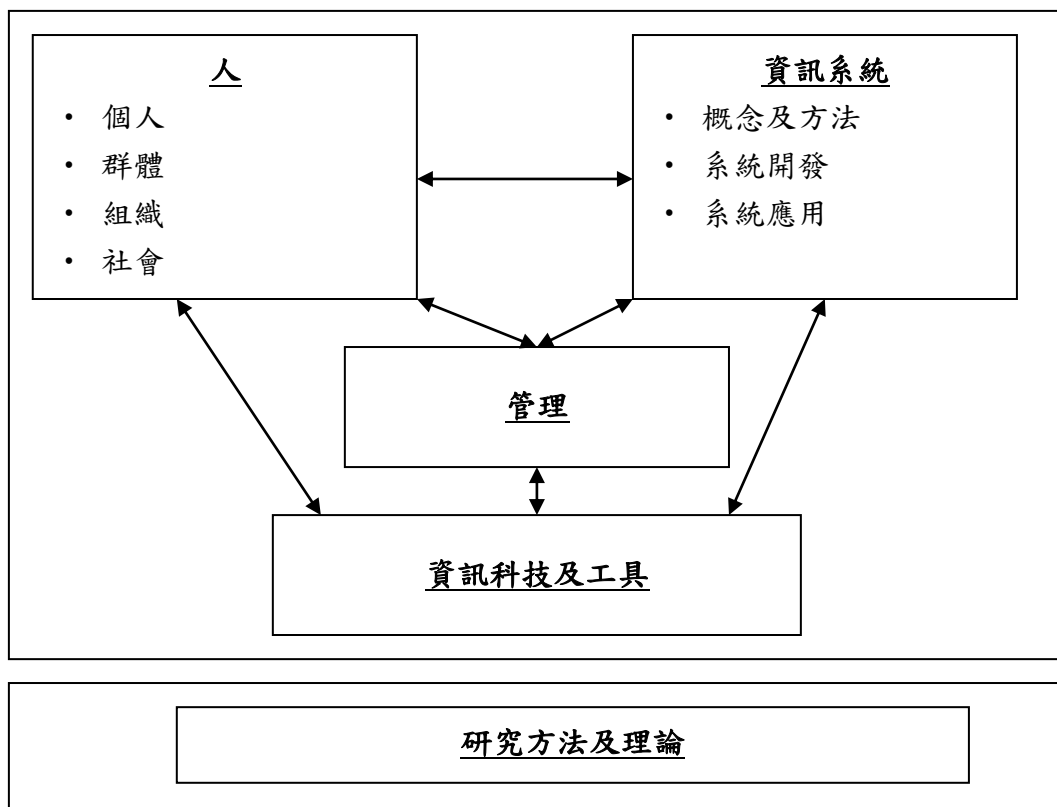 人
• 個人
• 群體
• 組織
• 社會
資訊系統
• 概念及方法
• 系統開發
• 系統應用
管理
資訊科技及工具
研究方法及理論